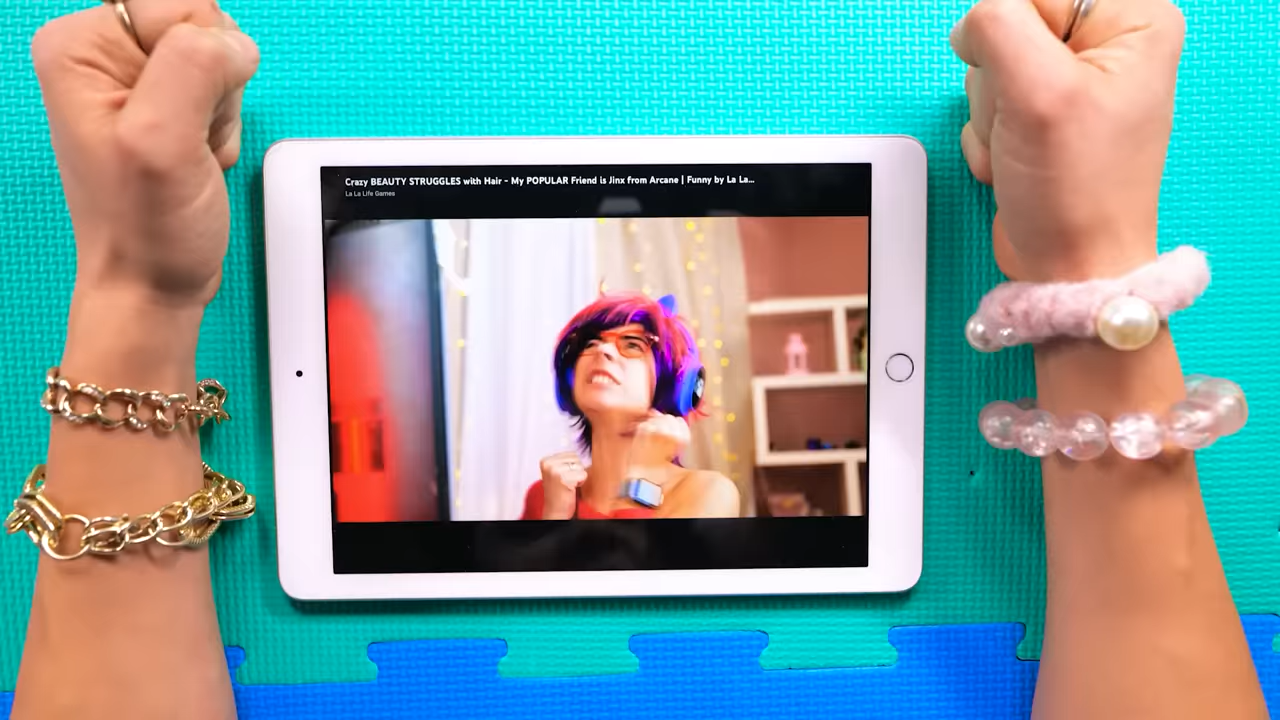 Crazy BEAUTY STRUGGLES with Hair - My POPULAR Friend is Jinx from Arcane | Funny by La La...
La La Life Games